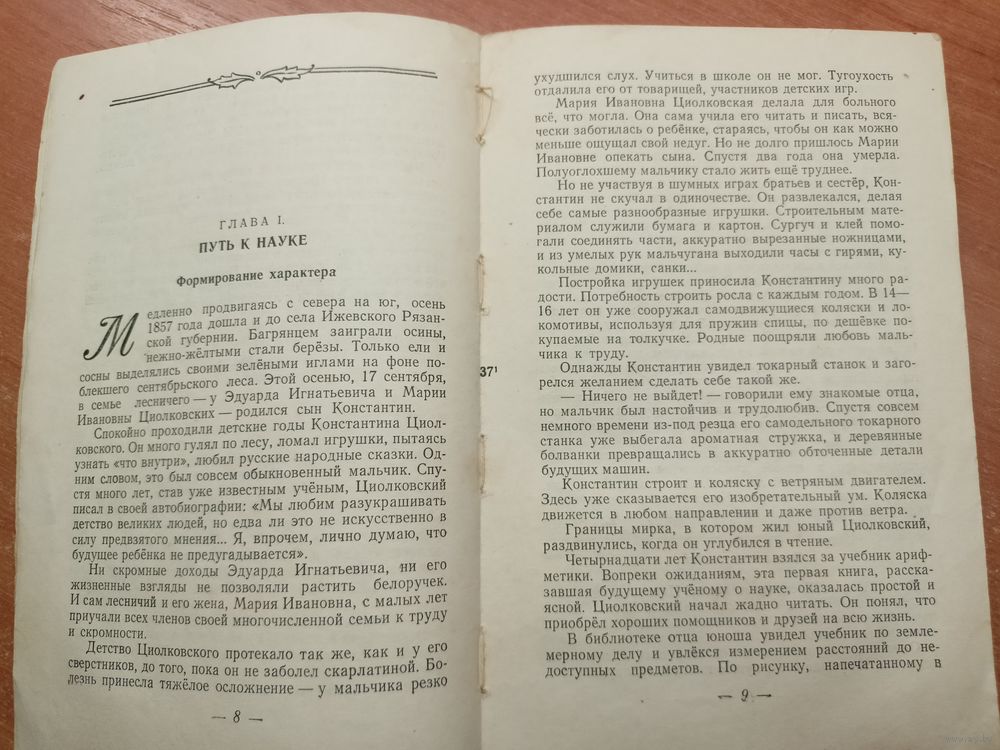 ГЛАВА I.
ПУТЬ К НАУКЕ
Формирование характера
Медленно продвигаясь с севера на юг, осень
1857 года дошла и до села Ижевского Рязан-
ской губернии. Багрянцем заиграли осины,
нежно-жёлтыми стали берёзы. Только ели и
сосны выделялись своими зелёными иглами на фоне по-
блекшего сентябрьского леса. Этой осенью, 17 сентября,
в семье лесничего — у Эдуарда Игнатьевича и Марии
Ивановны Циолковских — родился сын Константин.
Спокойно проходили детские годы Константина Циол-
ковского. Он много гулял по лесу, ломал игрушки, пытаясь
узнать «что внутри», любил русские народные сказки. Од-
ним словом, это был совсем обыкновенный мальчик. Спу-
стя много лет, став уже известным учёным, Циолковский
писал в своей автобиографии: «Мы любим разукрашивать
детство великих людей, но едва ли это не искусственно в
силу предвзятого мнения... Я, впрочем, лично думаю, что
будущее ребёнка не предугадывается».
Ни скромные доходы Эдуарда Игнатьевича, ни его
жизненные взгляды не позволяли растить белоручек.
И сам лесничий и его жена, Мария Ивановна, с малых лет
приучали всех членов своей многочисленной семьи к труду
и скромности.
Детство Циолковского протекало так же, как и у его
сверстников, до того, пока он не заболел скарлатиной. Бо-
лезнь принесла тяжёлое осложнение — у мальчика резко
— 8 —
ухудшился слух. Учиться в школе он не мог. Тугоухость
отдалила его от товарищей, участников детских игр.
Мария Ивановна Циолковская делала для больного
всё, что могла. Она сама учила его читать и писать, вся-
чески заботилась о ребёнке, стараясь, чтобы он как можно
меньше ощущал свой недуг. Но не долго пришлось Марии
Ивановне опекать сына. Спустя два года она умерла.
Полуоглохшему мальчику стало жить ещё труднее.
Но не участвуя в шумных играх братьев и сестёр, Кон-
стантин не скучал в одиночестве. Он развлекался, делая
себе самые разнообразные игрушки. Строительным мате-
риалом служили бумага и картон. Сургуч и клей помо-
гали соединять части, аккуратно вырезанные ножницами,
и из умелых рук мальчугана выходили часы с гирями, ку-
кольные домики, санки...
Постройка игрушек приносила Константину много ра-
дости. Потребность строить росла с каждым годом. В 14—
16 лет он уже сооружал самодвижущиеся коляски и ло-
комотивы, используя для пружин спицы, по дешёвке по-
купаемые на толкучке. Родные поощряли любовь маль-
чика к труду.
37¹
Однажды Константин увидел токарный станок и заго-
релся желанием сделать себе такой же.
— Ничего не выйдет! — говорили ему знакомые отца,
но мальчик был настойчив и трудолюбив. Спустя совсем
немного времени из-под резца его самодельного токарного
станка уже выбегала ароматная стружка, и деревянные
болванки превращались в аккуратно обточенные детали
будущих машин.
Константин строит и коляску с ветряным двигателем.
Здесь уже сказывается его изобретательный ум. Коляска
движется в любом направлении и даже против ветра.
Границы мирка, в котором жил юный Циолковский,
раздвинулись, когда он углубился в чтение.
Четырнадцати лет Константин взялся за учебник ариф-
метики. Вопреки ожиданиям, эта первая книга, расска-
завшая будущему учёному о науке, оказалась простой и
ясной. Циолковский начал жадно читать. Он понял, что
приобрёл хороших помощников и друзей на всю жизнь.
В библиотеке отца юноша увидел учебник по земле-
мерному делу и увлёкся измерением расстояний до не-
доступных предметов. По рисунку, напечатанному в
— 9 —